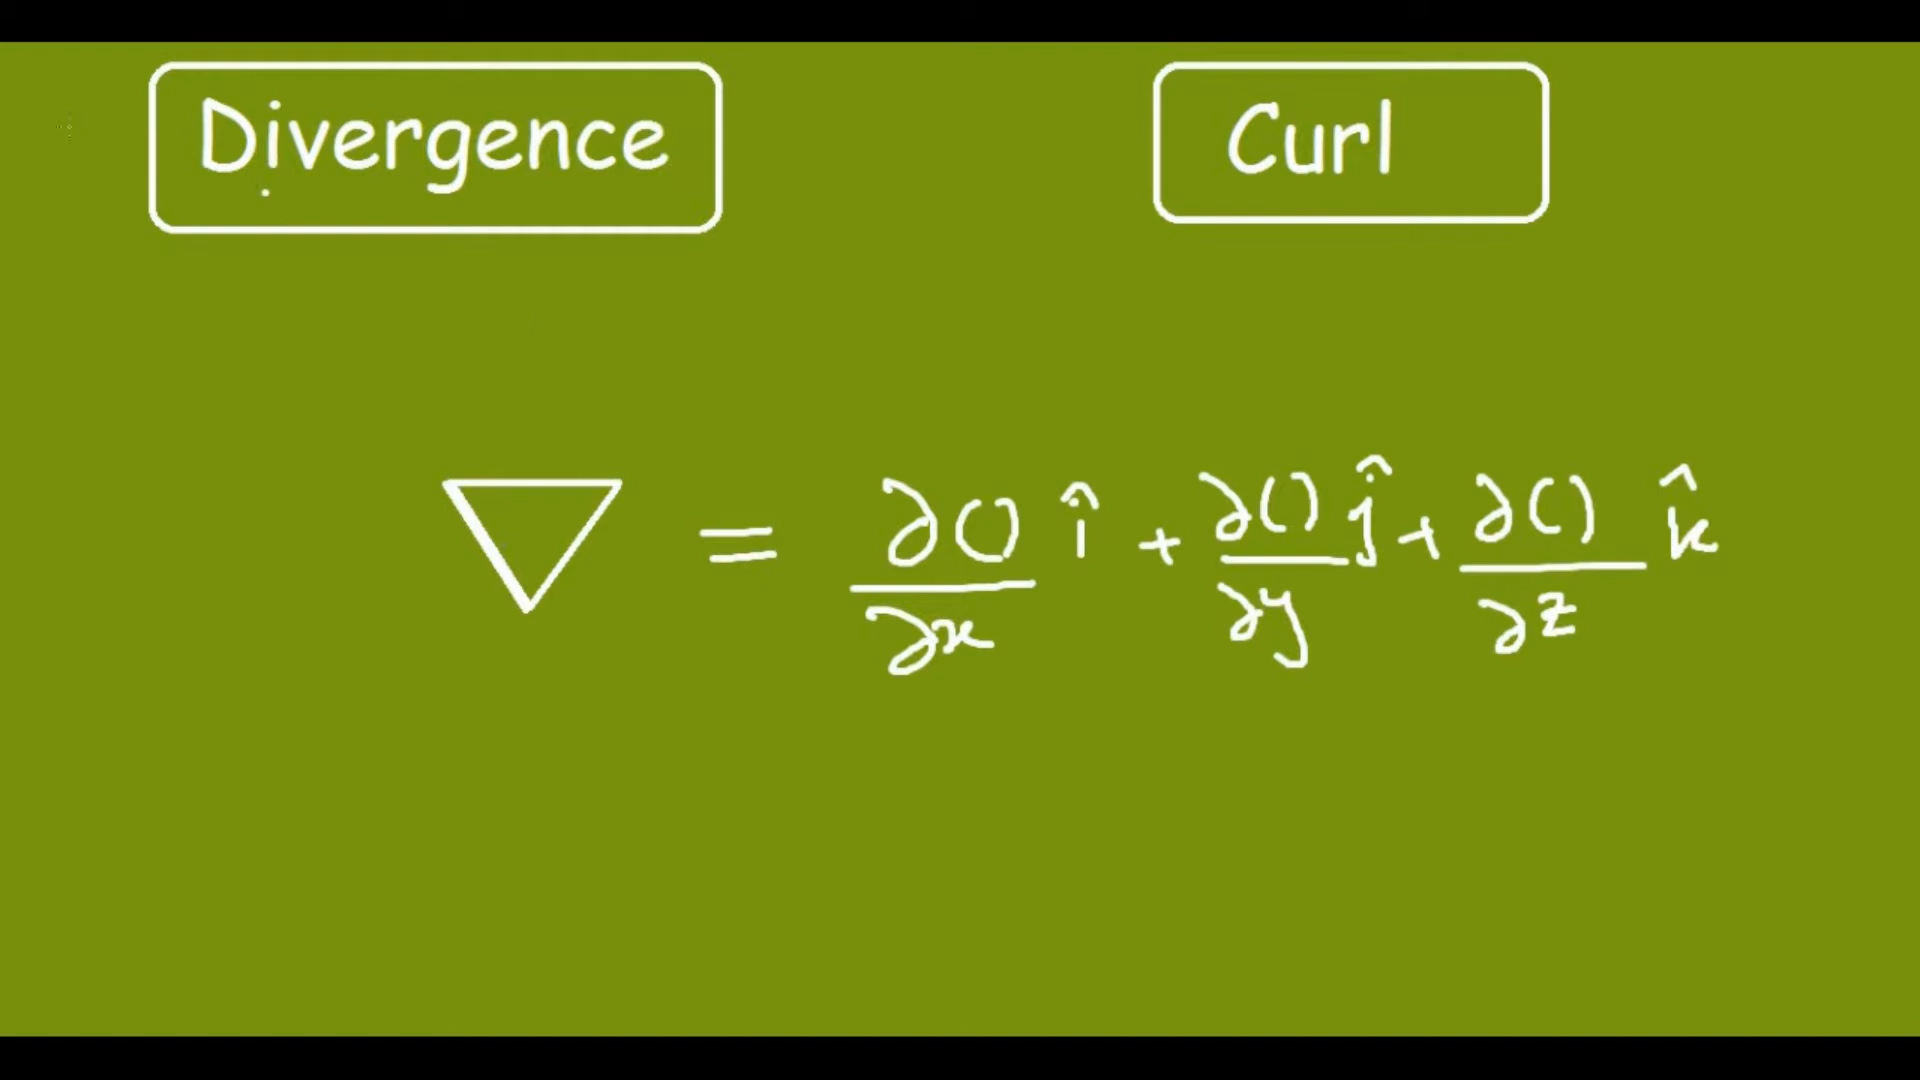 Divergence
Curl
∇ = ∂()/∂x î + ∂()/∂y ĵ + ∂()/∂z k̂